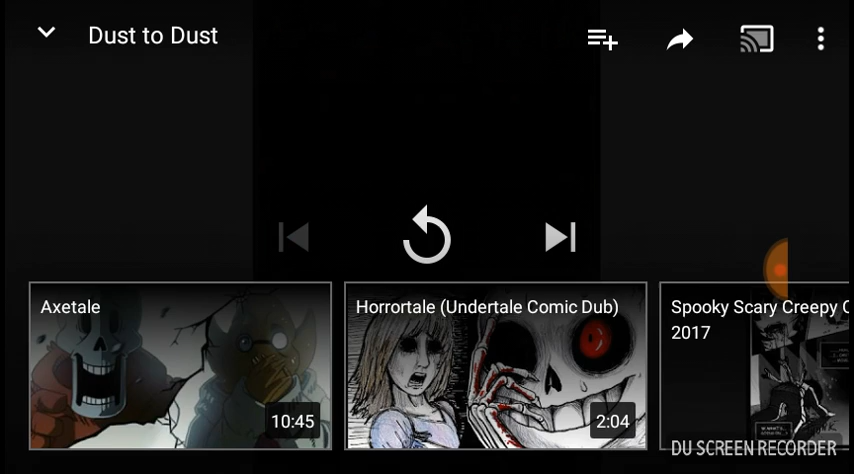 Dust to Dust
Axetale
10:45
Horrortale (Undertale Comic Dub)
2:04
Spooky Scary Creepy
2017
DU SCREEN RECORDER